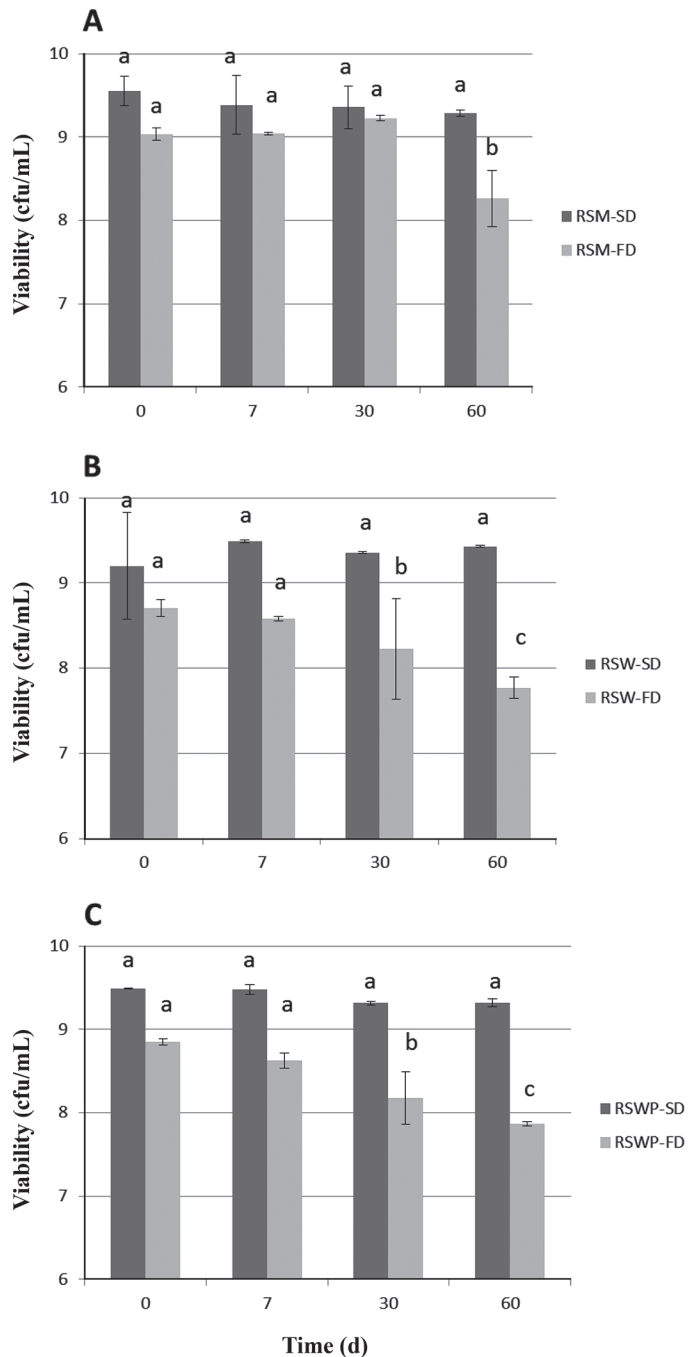 A
10
9
8
7
6
Viability (cfu/mL)
a a a a a a a b
0 7 30 60
RSM-SD
RSM-FD
B
10
9
8
7
6
Viability (cfu/mL)
a a a a a b a c
0 7 30 60
RSW-SD
RSW-FD
C
10
9
8
7
6
Viability (cfu/mL)
a a a a a b a c
0 7 30 60
RSWP-SD
RSWP-FD
Time (d)